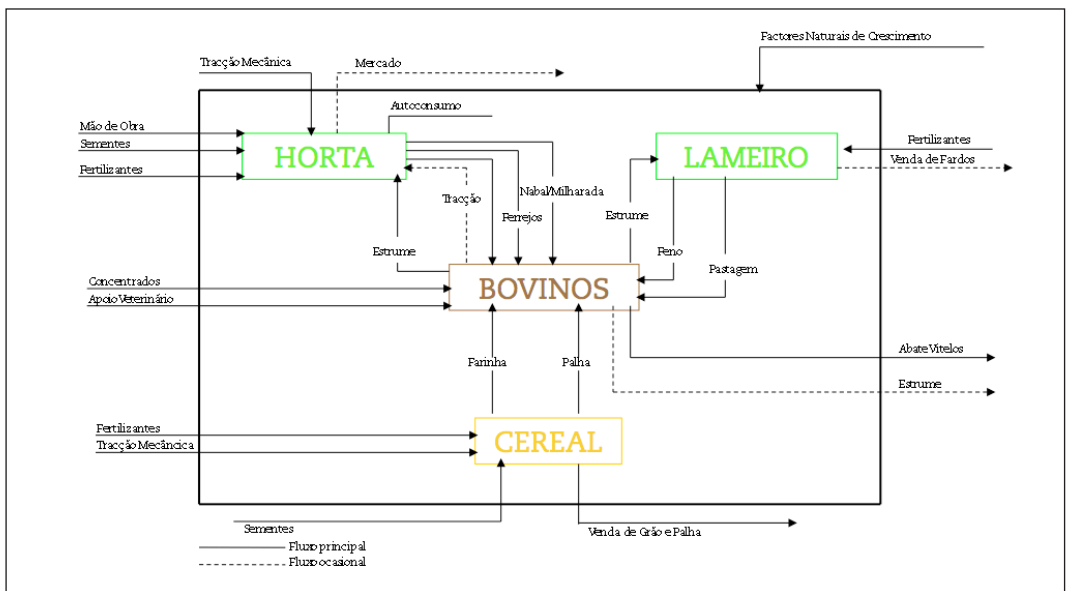 Factores Naturais de Crescimento
Tracção Mecânica
Mercado
Autoconsumo
Mão de Obra
Sementes
Fertilizantes
HORTA
LAMEIRO
Fertilizantes
Venda de Fardos
Nabal/Milharada
Tracção
Ferrejos
Estrume
Estrume
Feno
Pastagem
Concentrados
Apoio Veterinário
BOVINOS
Farinha
Palha
Abate Vitelos
Estrume
Fertilizantes
Tracção Mecâncica
CEREAL
Sementes
Venda de Grão e Palha
Fluxo principal
Fluxo ocasional